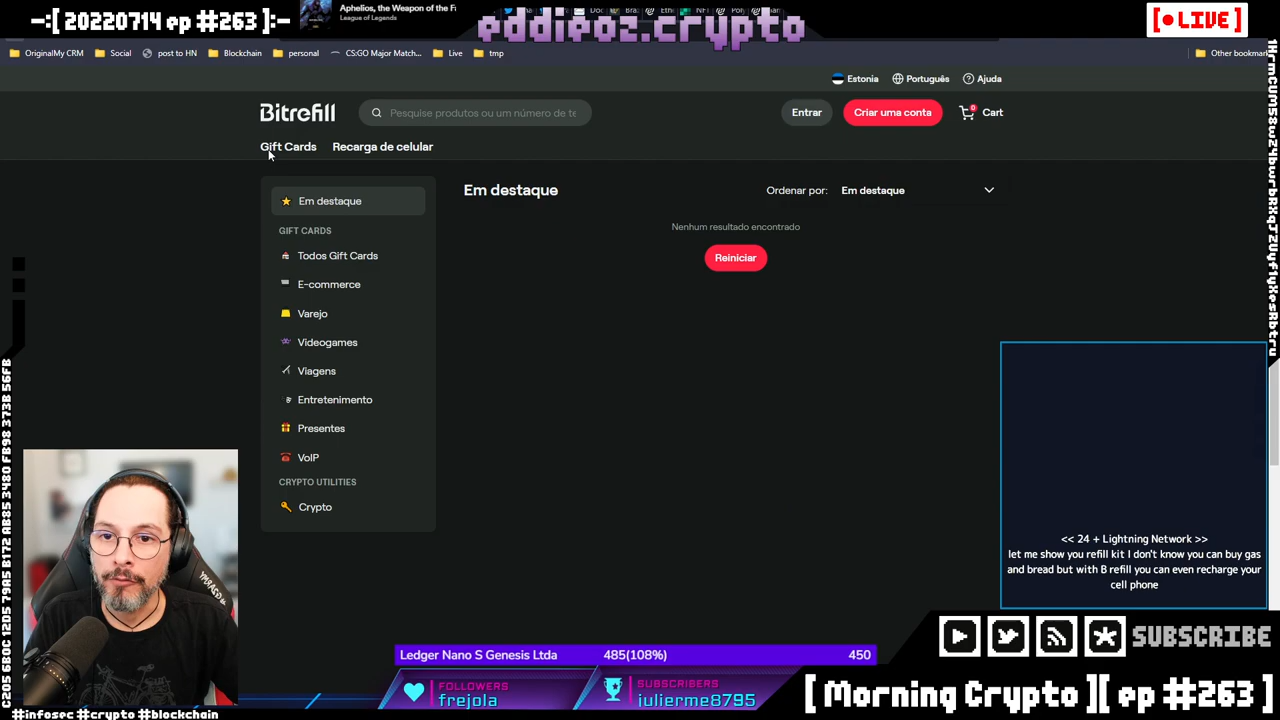 -:[ 20220714 ep #263 ]:-
Aphelios, the Weapon of the F
League of Legends
eddieoz.crypto
[●LIVE]
OriginalMy CRM
Social
post to HN
Blockchain
personal
CS:GO Major Match...
Live
tmp
Other bookmar
Estonia
Português
Ajuda
Bitrefill
Pesquise produtos ou um número de te
Entrar
Criar uma conta
0
Cart
Gift Cards
Recarga de celular
Em destaque
GIFT CARDS
Todos Gift Cards
E-commerce
Varejo
Videogames
Viagens
Entretenimento
Presentes
VoIP
CRYPTO UTILITIES
Crypto
Em destaque
Ordenar por:
Em destaque
Nenhum resultado encontrado
Reiniciar
<< 24 + Lightning Network >>
let me show you refill kit I don't know you can buy gas
and bread but with B refill you can even recharge your
cell phone
SUBSCRIBE
Ledger Nano S Genesis Ltda
485(108%)
450
FOLLOWERS
frejola
SUBSCRIBERS
iulierme8795
[ Morning Crypto ][ ep #263 ]
#infosec #crypto #blockchain